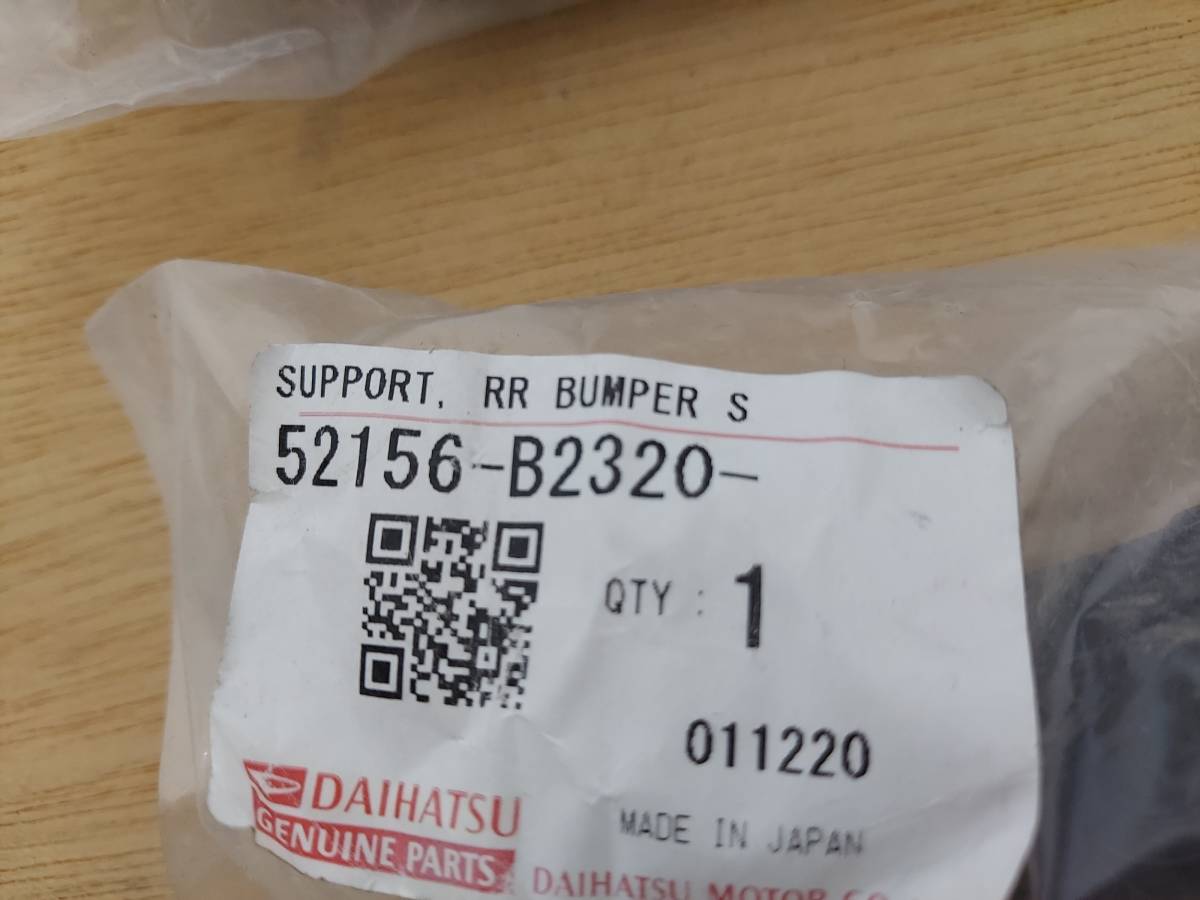 SUPPORT, RR BUMPER S
52156-B2320-
QTY : 1
011220
DAIHATSU
GENUINE PARTS
MADE IN JAPAN
DAIHATSU MOTOR CO